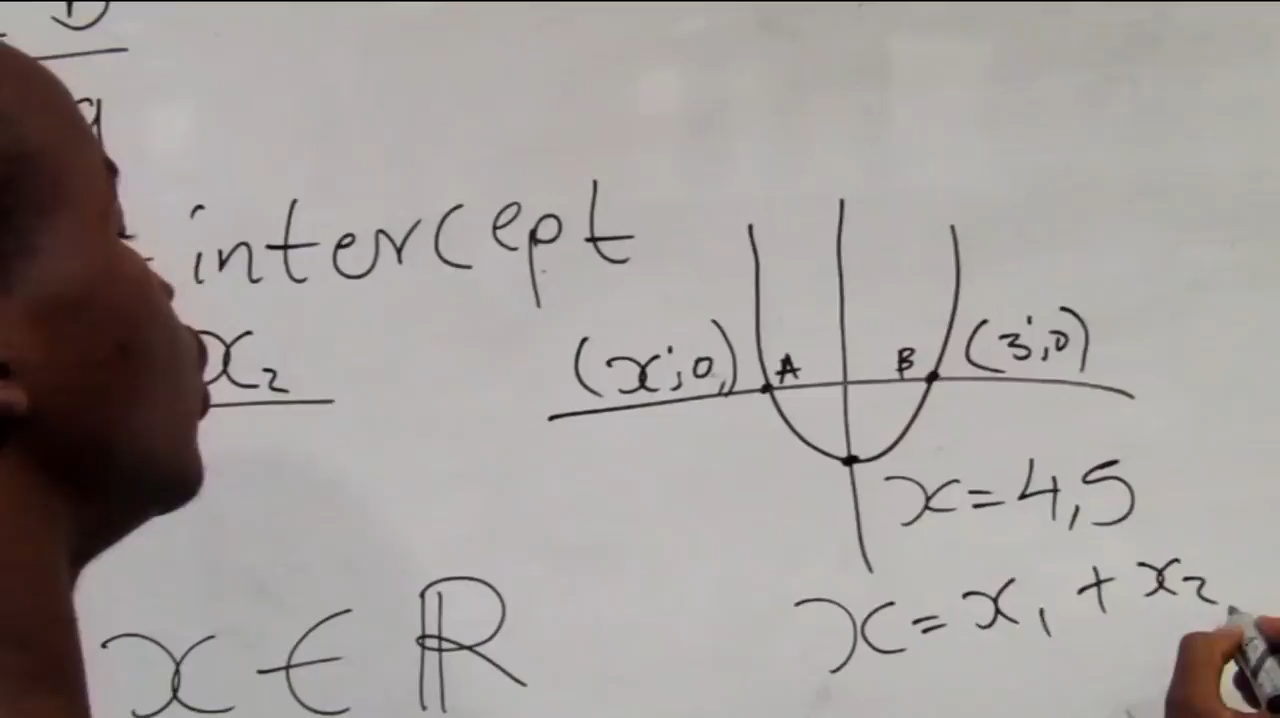 intercept
x₂
(x;0) A B (3;0)
x=4,5
x=x₁+x₂
x∈ℝ